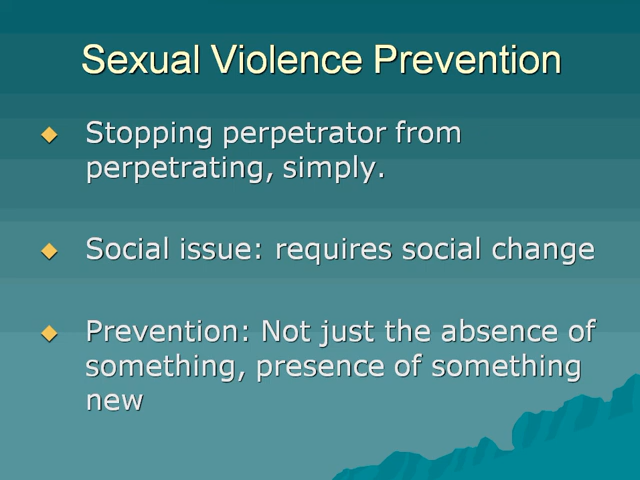 Sexual Violence Prevention
Stopping perpetrator from
perpetrating, simply.
Social issue: requires social change
Prevention: Not just the absence of
something, presence of something
new